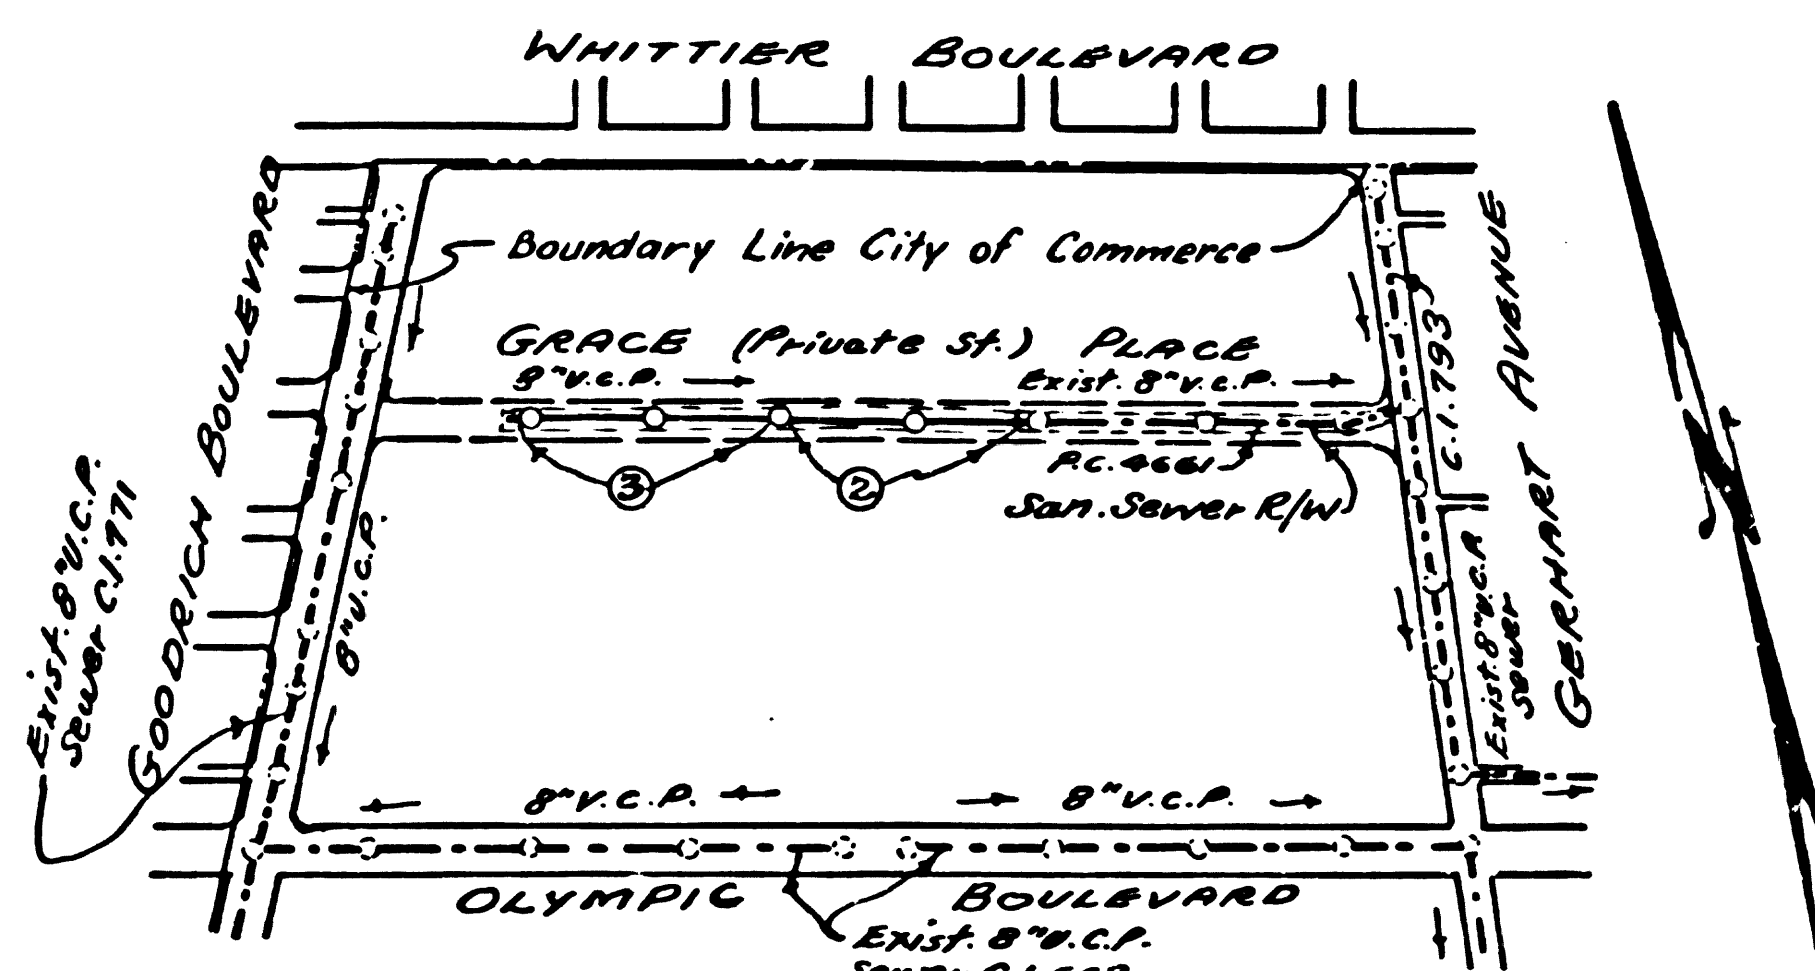 WHITTIER BOULEVARD
Boundary Line City of Commerce
GRACE (Private St.) PLACE
8" V.C.P.
Exist. 8" V.C.P.
3
2
P.C. 4661
San. Sewer R/W
GOODRICH BOULEVARD
Exist. 8" V.C.P.
Sewer C.I. 971
8" V.C.P.
C.I. 793
GERHART AVENUE
Exist. 8" V.C.P.
Sewer
8" V.C.P.
8" V.C.P.
OLYMPIC BOULEVARD
Exist. 8" V.C.P.